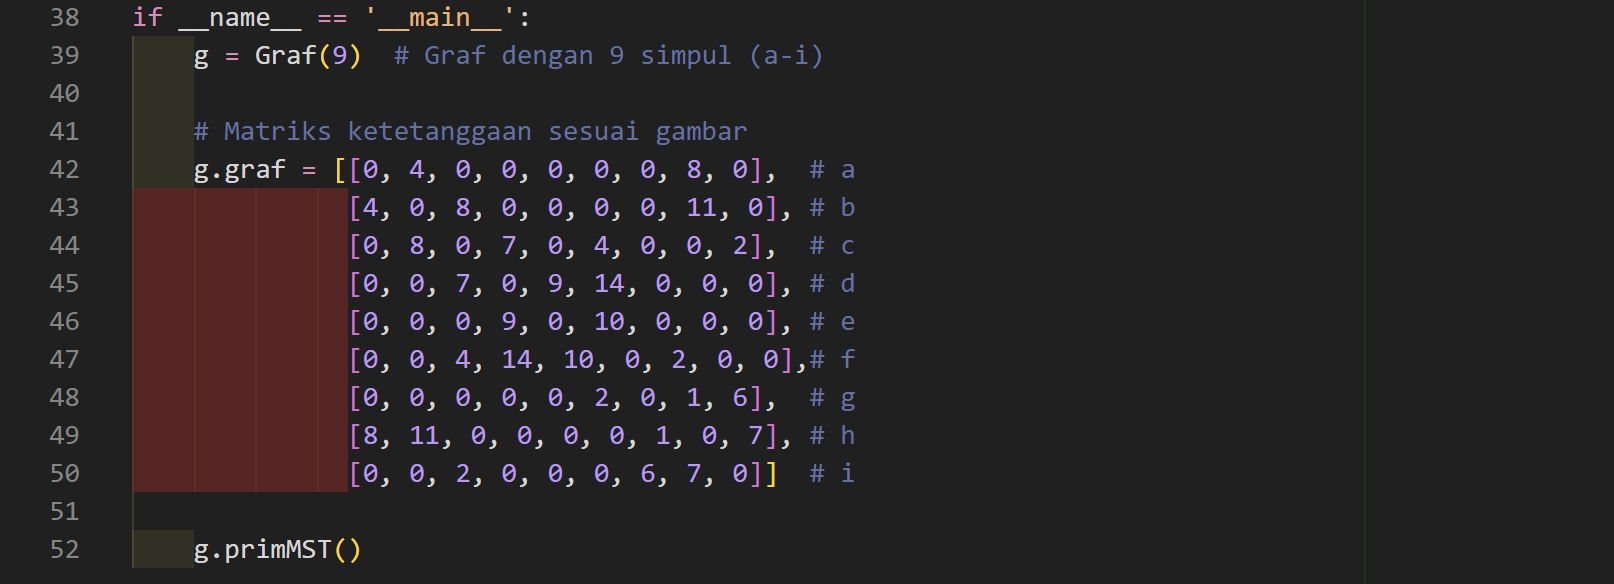 38 if __name__ == '__main__':
39     g = Graf(9)  # Graf dengan 9 simpul (a-i)
40
41     # Matriks ketetanggaan sesuai gambar
42     g.graf = [[0, 4, 0, 0, 0, 0, 0, 8, 0],  # a
43               [4, 0, 8, 0, 0, 0, 0, 11, 0], # b
44               [0, 8, 0, 7, 0, 4, 0, 0, 2],  # c
45               [0, 0, 7, 0, 9, 14, 0, 0, 0], # d
46               [0, 0, 0, 9, 0, 10, 0, 0, 0], # e
47               [0, 0, 4, 14, 10, 0, 2, 0, 0],# f
48               [0, 0, 0, 0, 0, 2, 0, 1, 6],  # g
49               [8, 11, 0, 0, 0, 0, 1, 0, 7], # h
50               [0, 0, 2, 0, 0, 0, 6, 7, 0]]  # i
51
52     g.primMST()